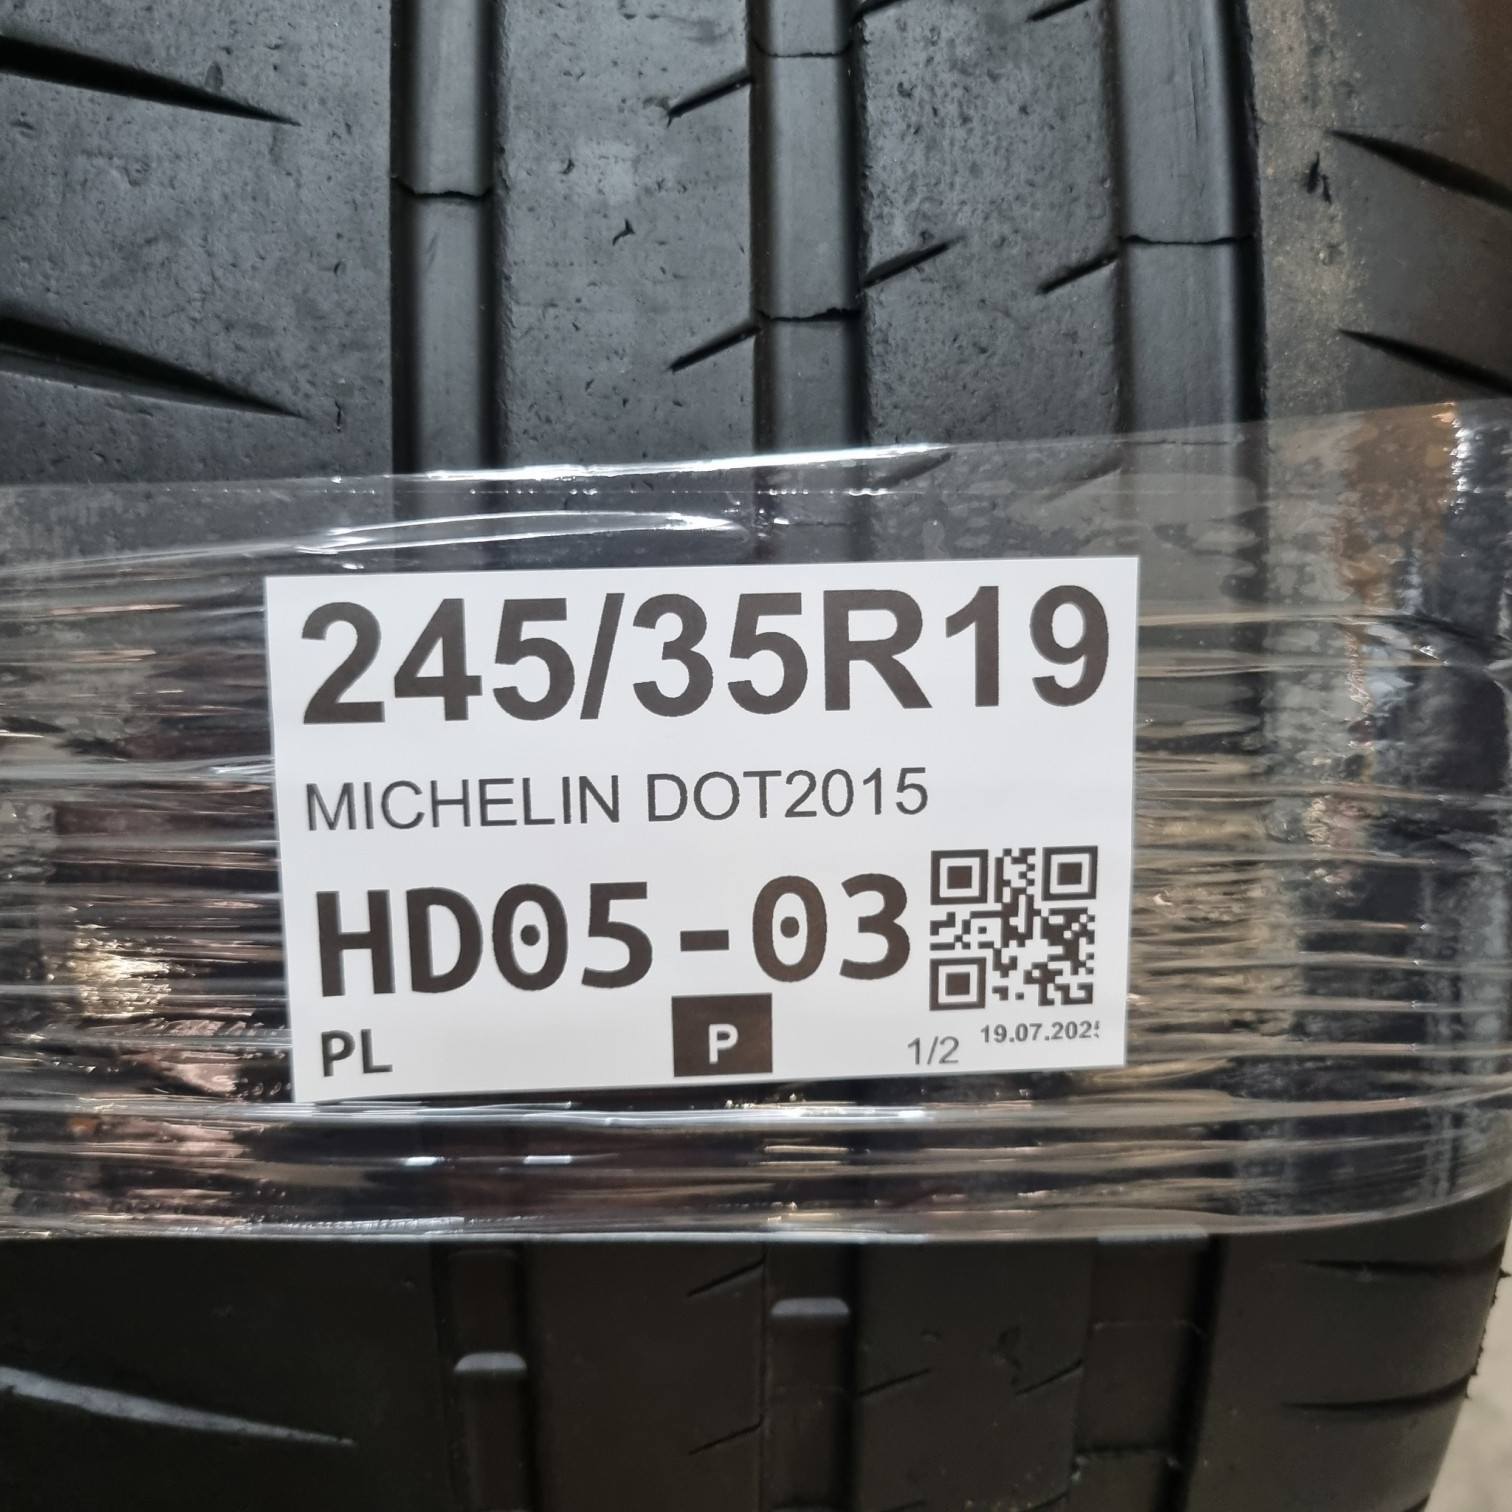 245/35R19
MICHELIN DOT2015
HD05-03
PL
P
1/2
19.07.2025